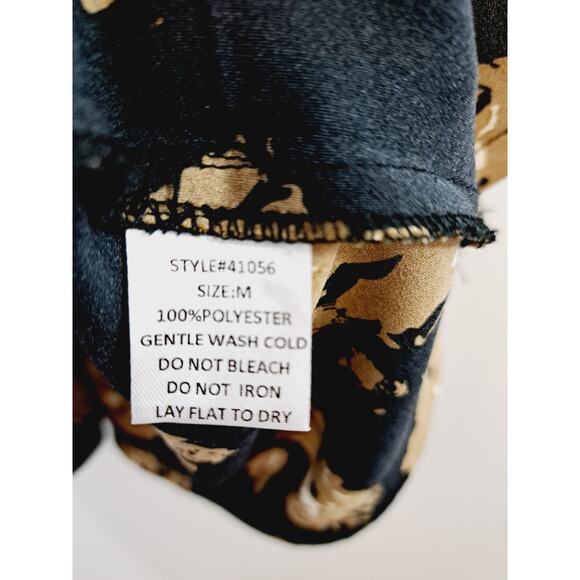 STYLE#41056
SIZE:M
100%POLYESTER
GENTLE WASH COLD
DO NOT BLEACH
DO NOT IRON
LAY FLAT TO DRY